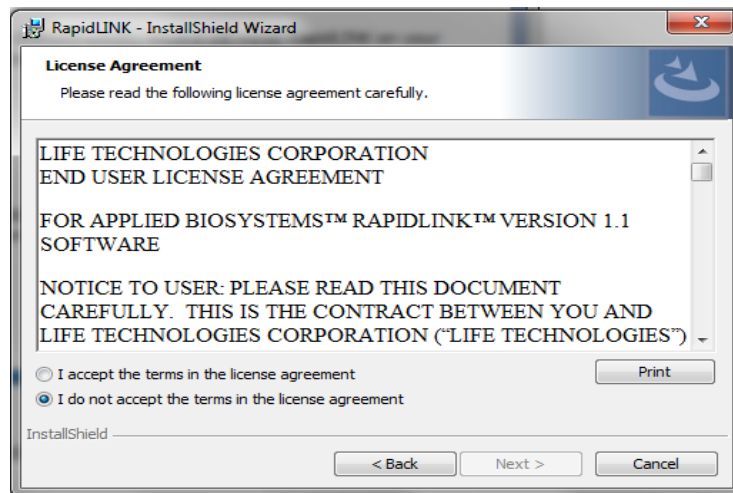 RapidLINK - InstallShield Wizard
License Agreement
Please read the following license agreement carefully.
LIFE TECHNOLOGIES CORPORATION
END USER LICENSE AGREEMENT
FOR APPLIED BIOSYSTEMS™ RAPIDLINK™ VERSION 1.1
SOFTWARE
NOTICE TO USER: PLEASE READ THIS DOCUMENT
CAREFULLY.  THIS IS THE CONTRACT BETWEEN YOU AND
LIFE TECHNOLOGIES CORPORATION (“LIFE TECHNOLOGIES”)
I accept the terms in the license agreement
Print
I do not accept the terms in the license agreement
InstallShield
< Back
Next >
Cancel